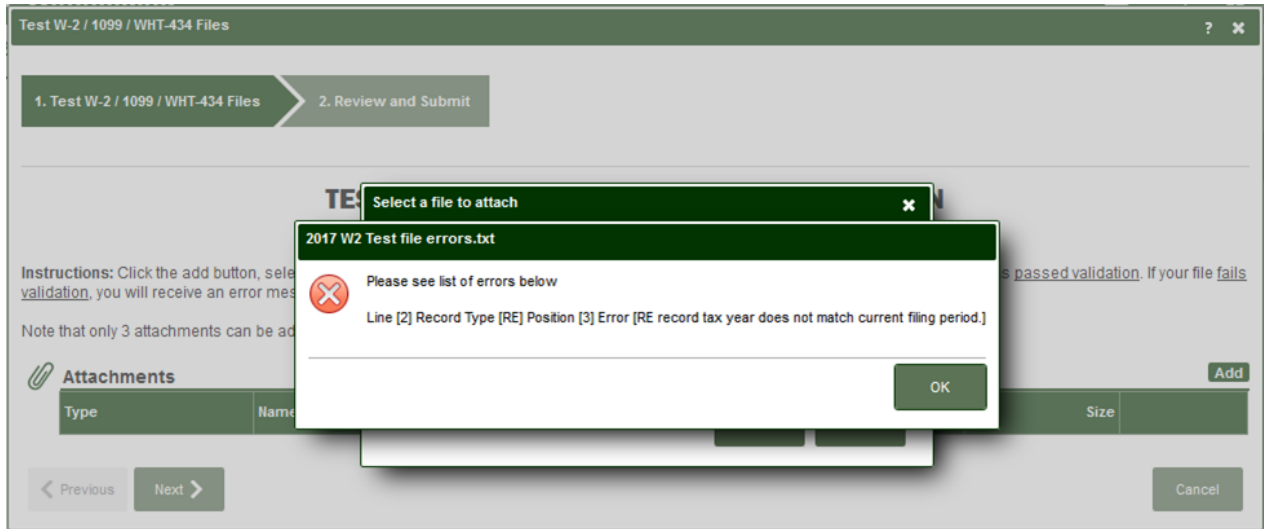 Test W-2 / 1099 / WHT-434 Files
?
1. Test W-2 / 1099 / WHT-434 Files
2. Review and Submit
Select a file to attach
2017 W2 Test file errors.txt
Instructions: Click the add button,
passed validation. If your file fails
Please see list of errors below
validation, you will receive an error
Line [2] Record Type [RE] Position [3] Error [RE record tax year does not match current filing period.]
Note that only 3 attachments can be
Attachments
Add
OK
Type
Name
Size
Previous
Next
Cancel